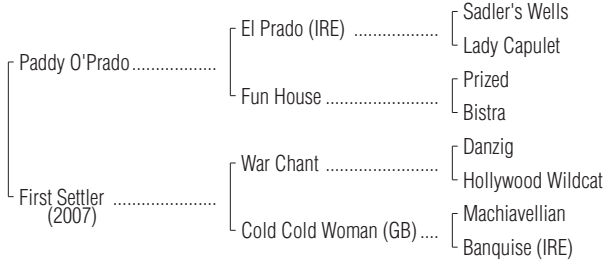 Sadler's Wells
El Prado (IRE) ...................
Lady Capulet
Paddy O'Prado...................
Prized
Fun House .........................
Bistra
Danzig
War Chant .........................
Hollywood Wildcat
First Settler .......................
(2007)
Machiavellian
Cold Cold Woman (GB) ....
Banquise (IRE)